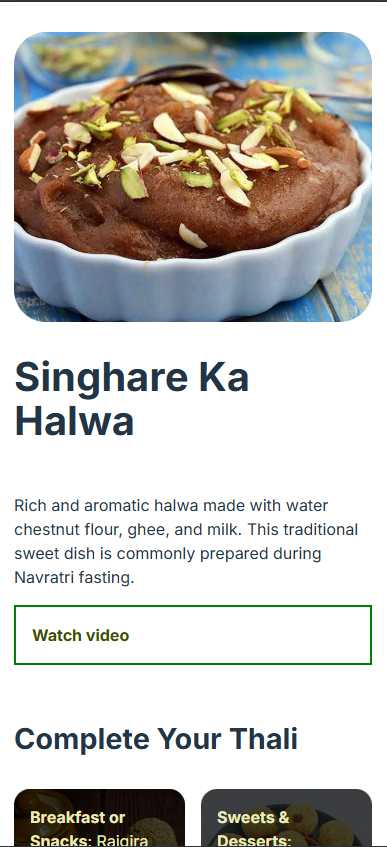 Singhare Ka
Halwa
Rich and aromatic halwa made with water
chestnut flour, ghee, and milk. This traditional
sweet dish is commonly prepared during
Navratri fasting.
Watch video
Complete Your Thali
Breakfast or
Snacks: Rajgira
Sweets &
Desserts: